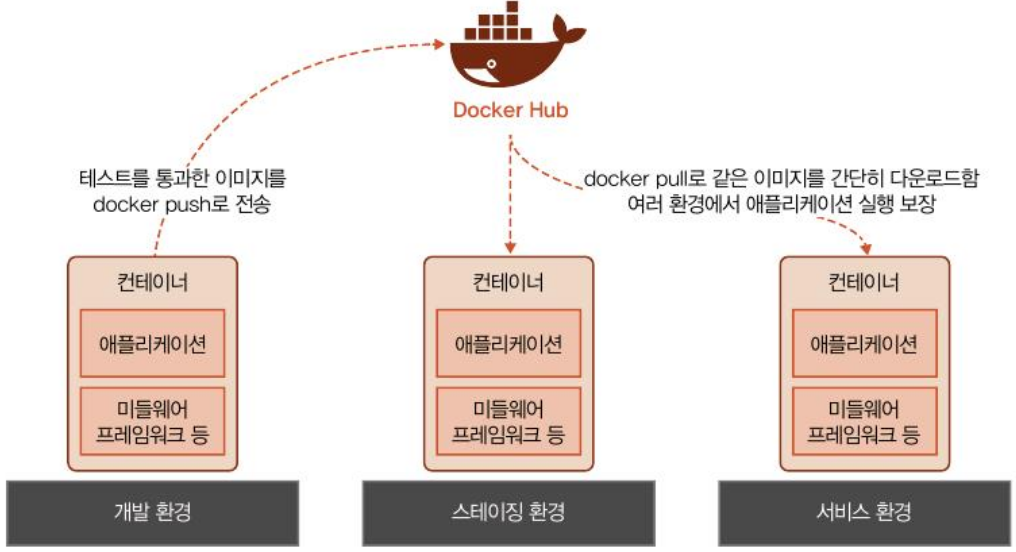 Docker Hub
테스트를 통과한 이미지를
docker push로 전송
docker pull로 같은 이미지를 간단히 다운로드함
여러 환경에서 애플리케이션 실행 보장
컨테이너
애플리케이션
미들웨어
프레임워크 등
개발 환경
컨테이너
애플리케이션
미들웨어
프레임워크 등
스테이징 환경
컨테이너
애플리케이션
미들웨어
프레임워크 등
서비스 환경